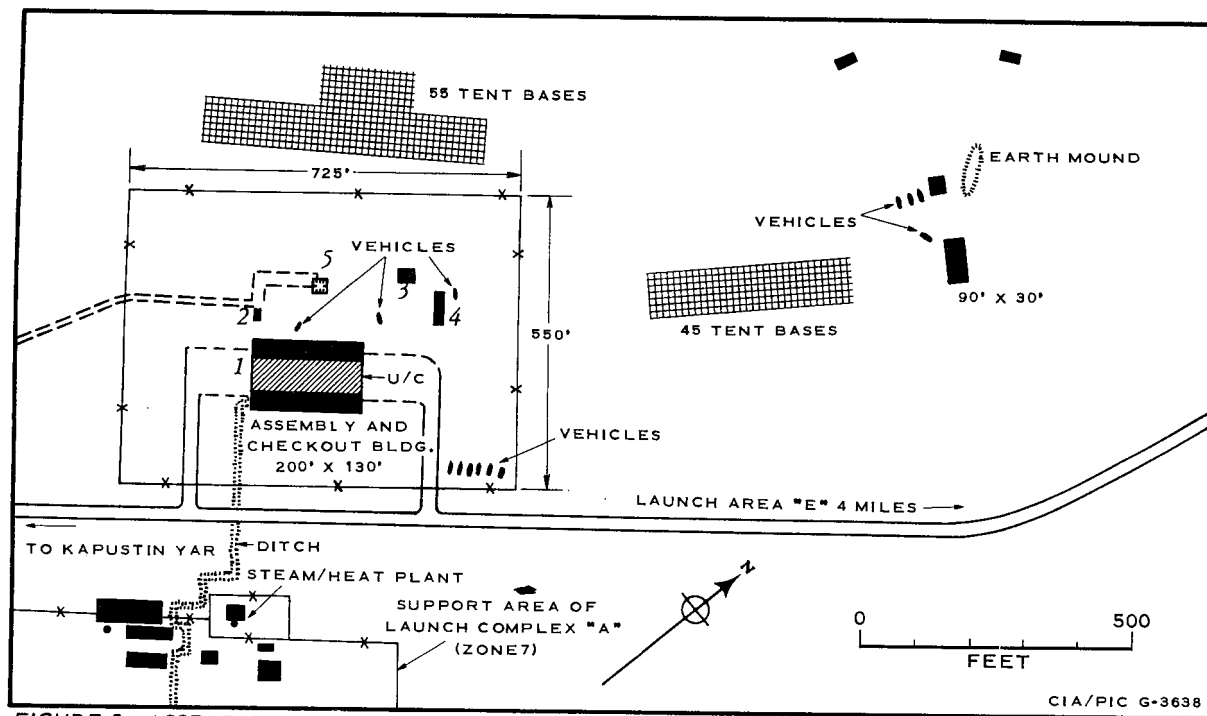 55 TENT BASES
725'
EARTH MOUND
VEHICLES
VEHICLES
5
3
2
4
550'
90' X 30'
45 TENT BASES
1
U/C
ASSEMBLY AND
CHECKOUT BLDG.
200' X 130'
VEHICLES
LAUNCH AREA "E" 4 MILES
TO KAPUSTIN YAR
DITCH
STEAM/HEAT PLANT
SUPPORT AREA OF
LAUNCH COMPLEX "A"
(ZONE 7)
N
0
500
FEET
CIA/PIC G-3638